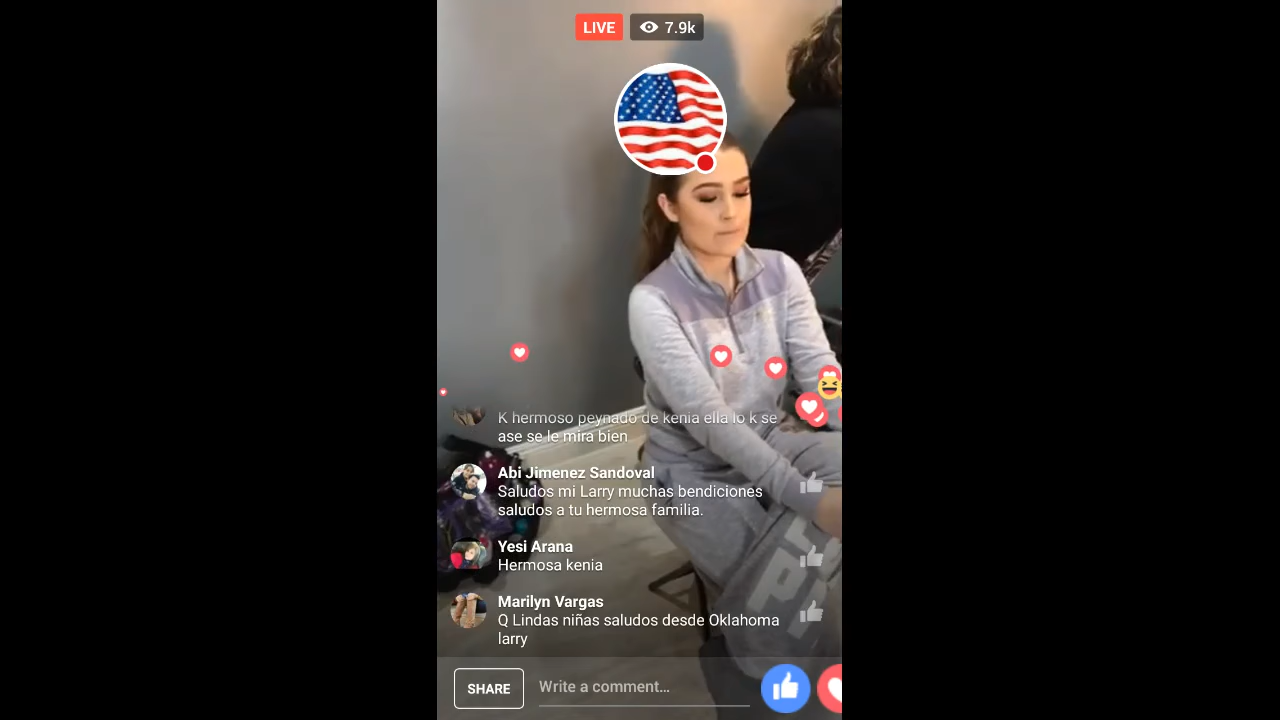 LIVE 7.9k
K hermoso peynado de kenia ella lo k se
ase se le mira bien
Abi Jimenez Sandoval
Saludos mi Larry muchas bendiciones
saludos a tu hermosa familia.
Yesi Arana
Hermosa kenia
Marilyn Vargas
Q Lindas niñas saludos desde Oklahoma
larry
SHARE
Write a comment...